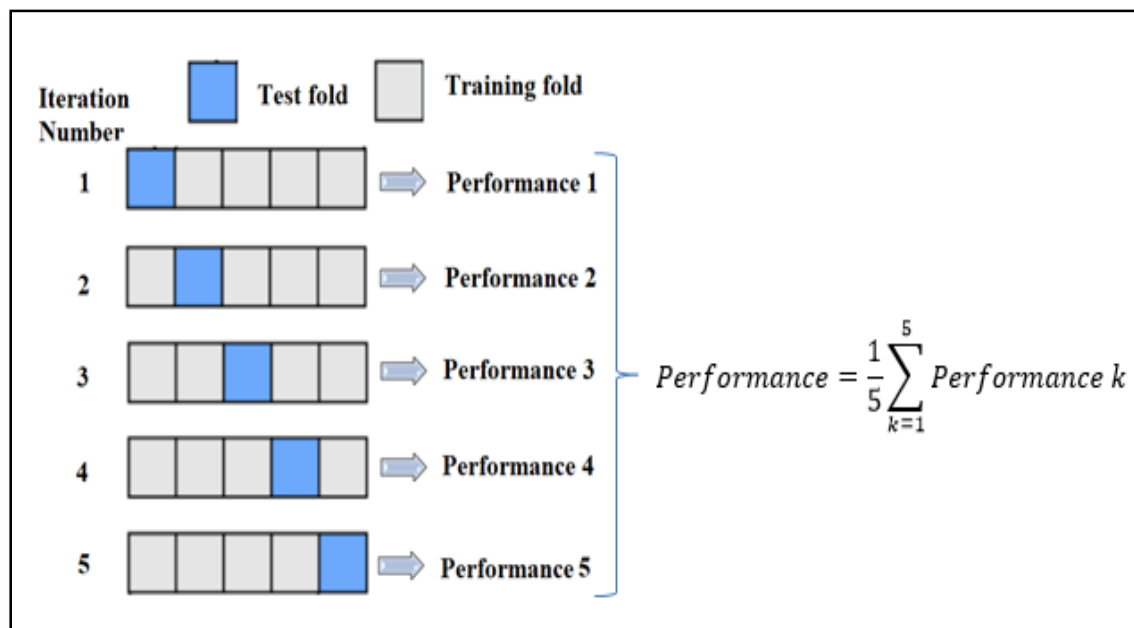 Iteration
Number
Test fold
Training fold
1
Performance 1
2
Performance 2
3
Performance 3
4
Performance 4
5
Performance 5
𝑃𝑒𝑟𝑓𝑜𝑟𝑚𝑎𝑛𝑐𝑒 = 1/5 ∑ 5 k=1 𝑃𝑒𝑟𝑓𝑜𝑟𝑚𝑎𝑛𝑐𝑒 𝑘